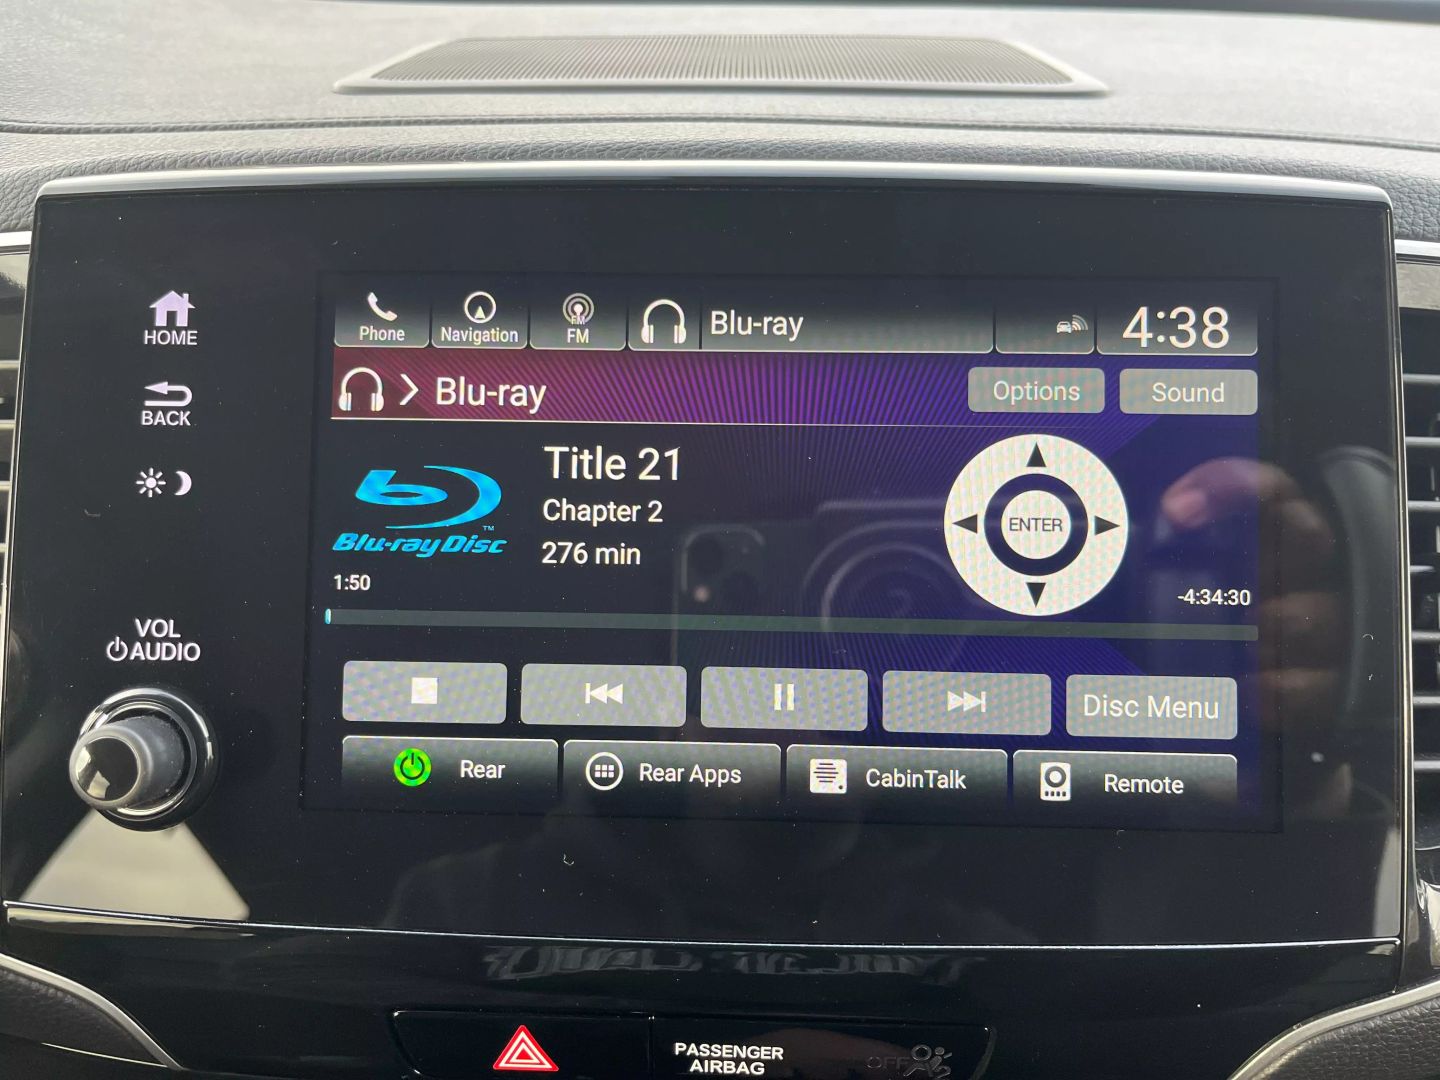 Phone
Navigation
FM
Blu-ray
4:38
HOME
Blu-ray
Options
Sound
BACK
Title 21
Chapter 2
276 min
Blu-ray Disc
TM
ENTER
1:50
-4:34:30
VOL
AUDIO
Disc Menu
Rear
Rear Apps
CabinTalk
Remote
PASSENGER
AIRBAG
OFF